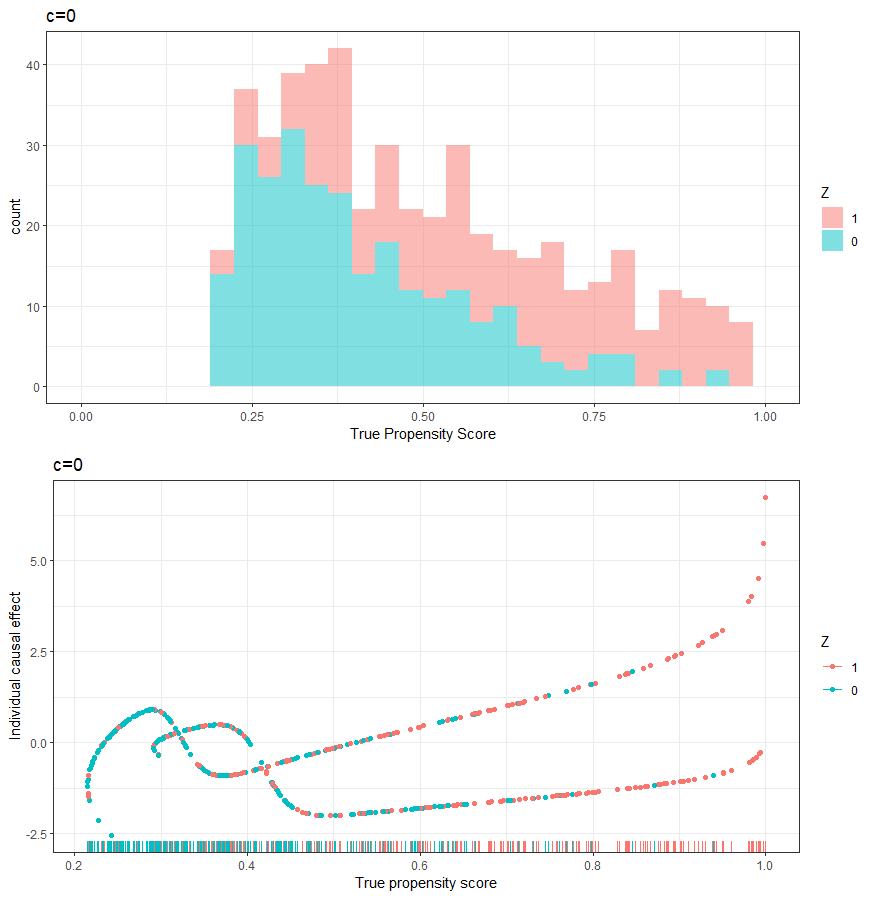 c=0
40
30
20
10
0
count
0.00 0.25 0.50 0.75 1.00
True Propensity Score
Z
1
0
c=0
5.0
2.5
0.0
-2.5
Individual causal effect
0.2 0.4 0.6 0.8 1.0
True propensity score
Z
1
0